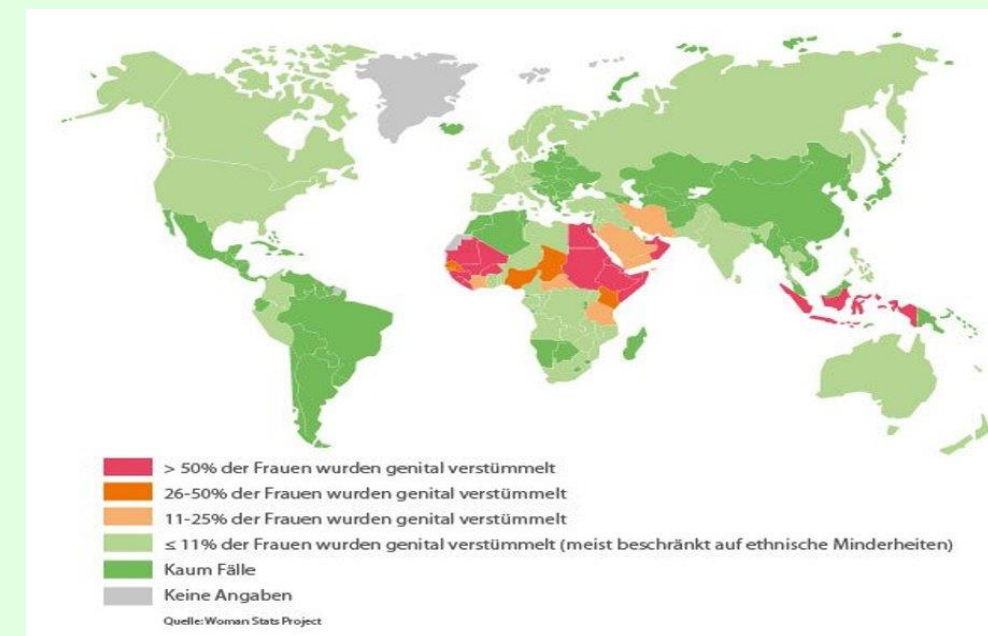 > 50% der Frauen wurden genital verstümmelt
26-50% der Frauen wurden genital verstümmelt
11-25% der Frauen wurden genital verstümmelt
≤ 11% der Frauen wurden genital verstümmelt (meist beschränkt auf ethnische Minderheiten)
Kaum Fälle
Keine Angaben
Quelle: Woman Stats Project